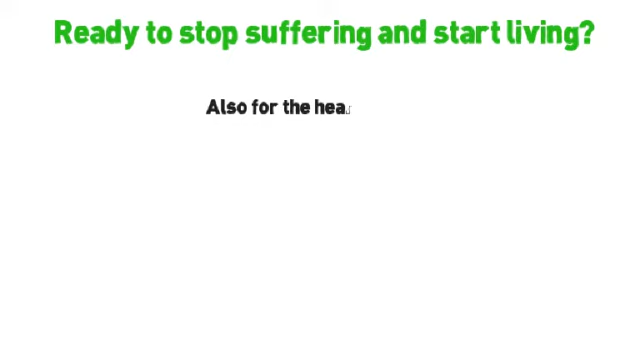 Ready to stop suffering and start living?
Also for the hea